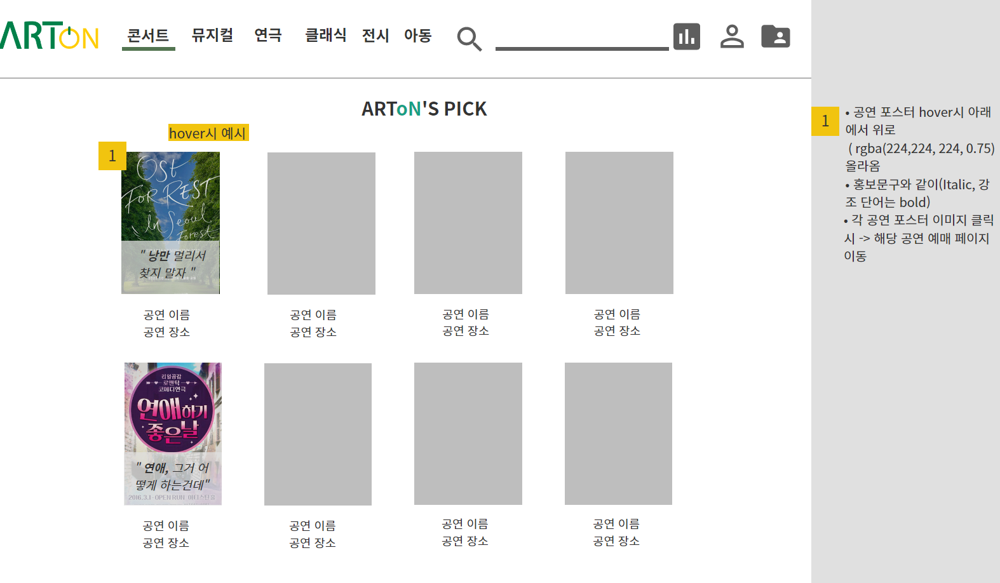 ARTON
콘서트 뮤지컬 연극 클래식 전시 아동
ARToN'S PICK
hover시 예시
1
OST
FOR REST
in Seoul
Forest
" 낭만 멀리서
찾지 말자 "
공연 이름
공연 장소
공연 이름
공연 장소
공연 이름
공연 장소
공연 이름
공연 장소
리얼공감
로맨틱
코메디연극
연애하기
좋은날
" 연애, 그거 어
떻게 하는건데"
2016.3.1-OPEN RUN 아티스탄홀
공연 이름
공연 장소
공연 이름
공연 장소
공연 이름
공연 장소
공연 이름
공연 장소
1
• 공연 포스터 hover시 아래
에서 위로
( rgba(224,224, 224, 0.75)
올라옴
• 홍보문구와 같이(Italic, 강
조 단어는 bold)
• 각 공연 포스터 이미지 클릭
시 -> 해당 공연 예매 페이지
이동